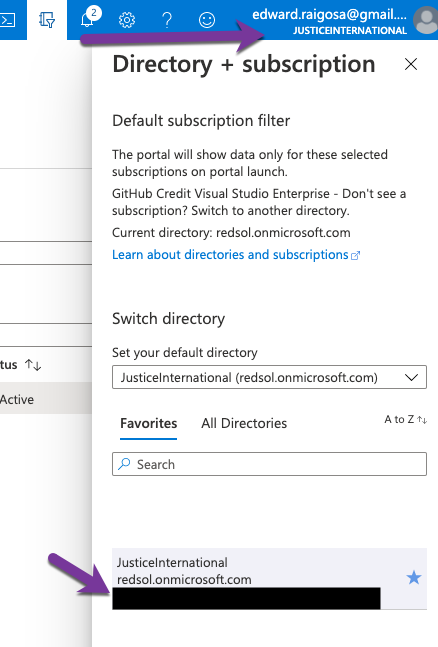 2
edward.raigosa@gmail....
JUSTICEINTERNATIONAL
Directory + subscription
Default subscription filter
The portal will show data only for these selected
subscriptions on portal launch.
GitHub Credit Visual Studio Enterprise - Don't see a
subscription? Switch to another directory.
Current directory: redsol.onmicrosoft.com
Learn about directories and subscriptions
Switch directory
Set your default directory
JusticeInternational (redsol.onmicrosoft.com)
tus
Active
Favorites All Directories A to Z
Search
JusticeInternational
redsol.onmicrosoft.com